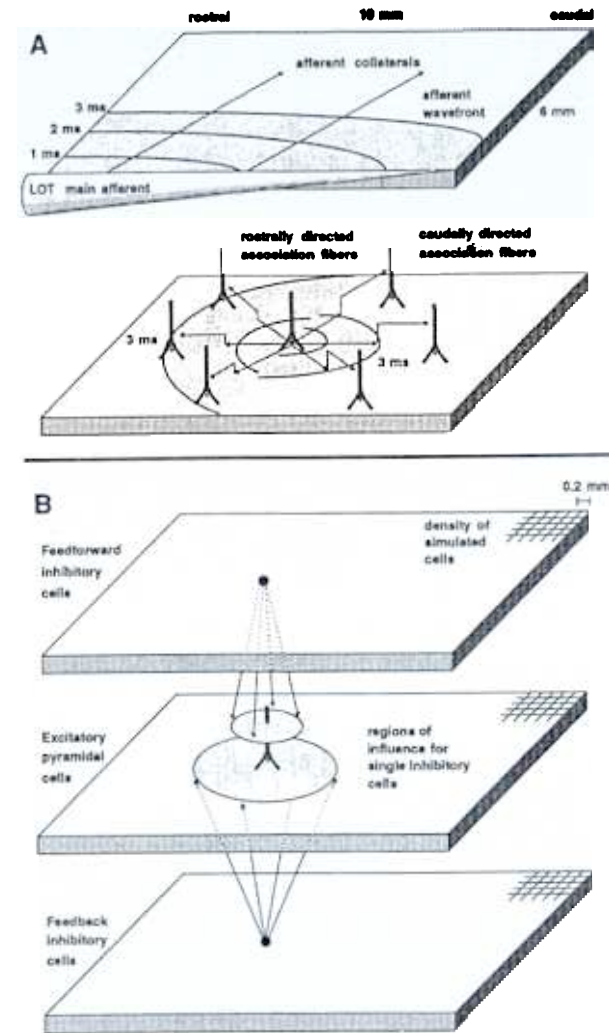 rostral 10 mm caudal
A
afferent collaterals
afferent
wavefront
3 ms
2 ms
1 ms
6 mm
LOT main afferent
rostrally directed
association fibers
caudally directed
association fibers
3 ms
3 ms
B
0.2 mm
density of
simulated
cells
Feedforward
inhibitory
cells
Excitatory
pyramidal
cells
regions of
influence for
single inhibitory
cells
Feedback
inhibitory
cells